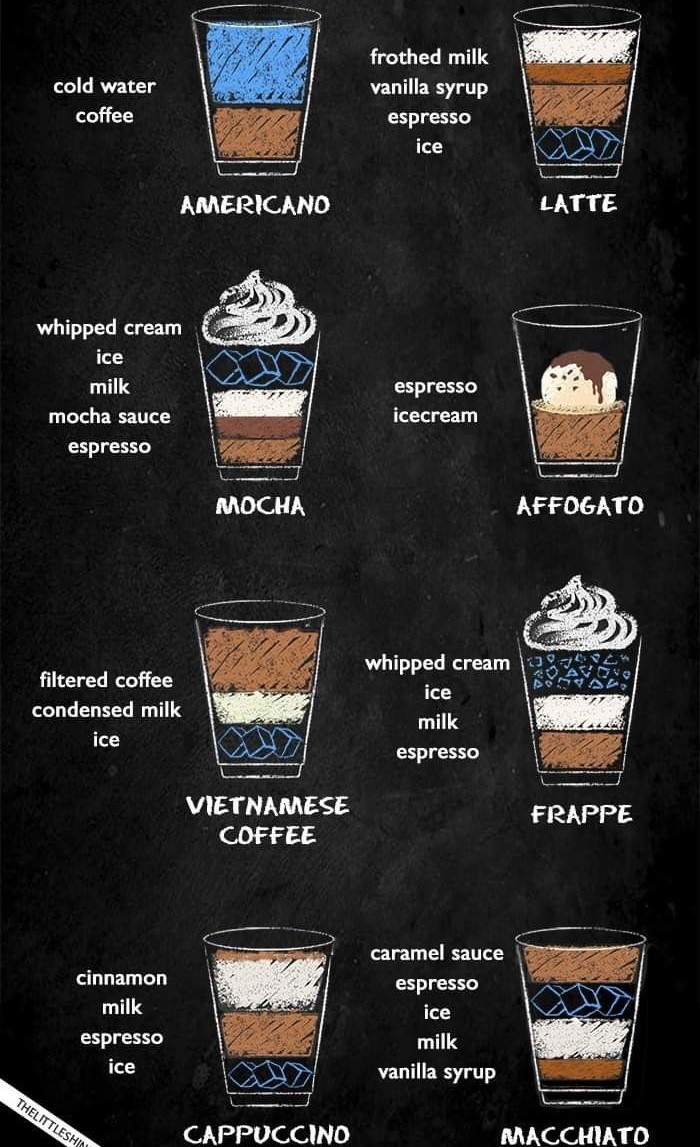 cold water
coffee
AMERICANO
frothed milk
vanilla syrup
espresso
ice
LATTE
whipped cream
ice
milk
mocha sauce
espresso
MOCHA
espresso
icecream
AFFOGATO
filtered coffee
condensed milk
ice
VIETNAMESE
COFFEE
whipped cream
ice
milk
espresso
FRAPPE
cinnamon
milk
espresso
ice
CAPPUCCINO
caramel sauce
espresso
ice
milk
vanilla syrup
MACCHIATO